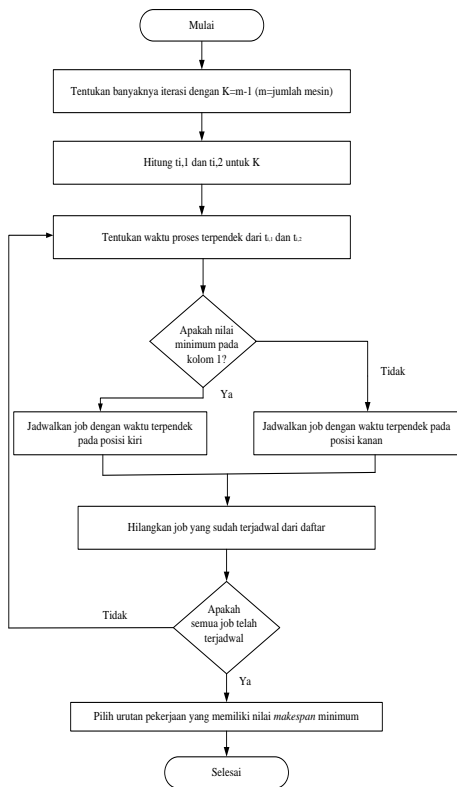 Mulai
Tentukan banyaknya iterasi dengan K=m-1 (m=jumlah mesin)
Hitung ti,1 dan ti,2 untuk K
Tentukan waktu proses terpendek dari ti,1 dan ti,2
Apakah nilai
minimum pada
kolom 1?
Tidak
Ya
Jadwalkan job dengan waktu terpendek
pada posisi kiri
Jadwalkan job dengan waktu terpendek pada
posisi kanan
Hilangkan job yang sudah terjadwal dari daftar
Tidak
Apakah
semua job telah
terjadwal
Ya
Pilih urutan pekerjaan yang memiliki nilai makespan minimum
Selesai